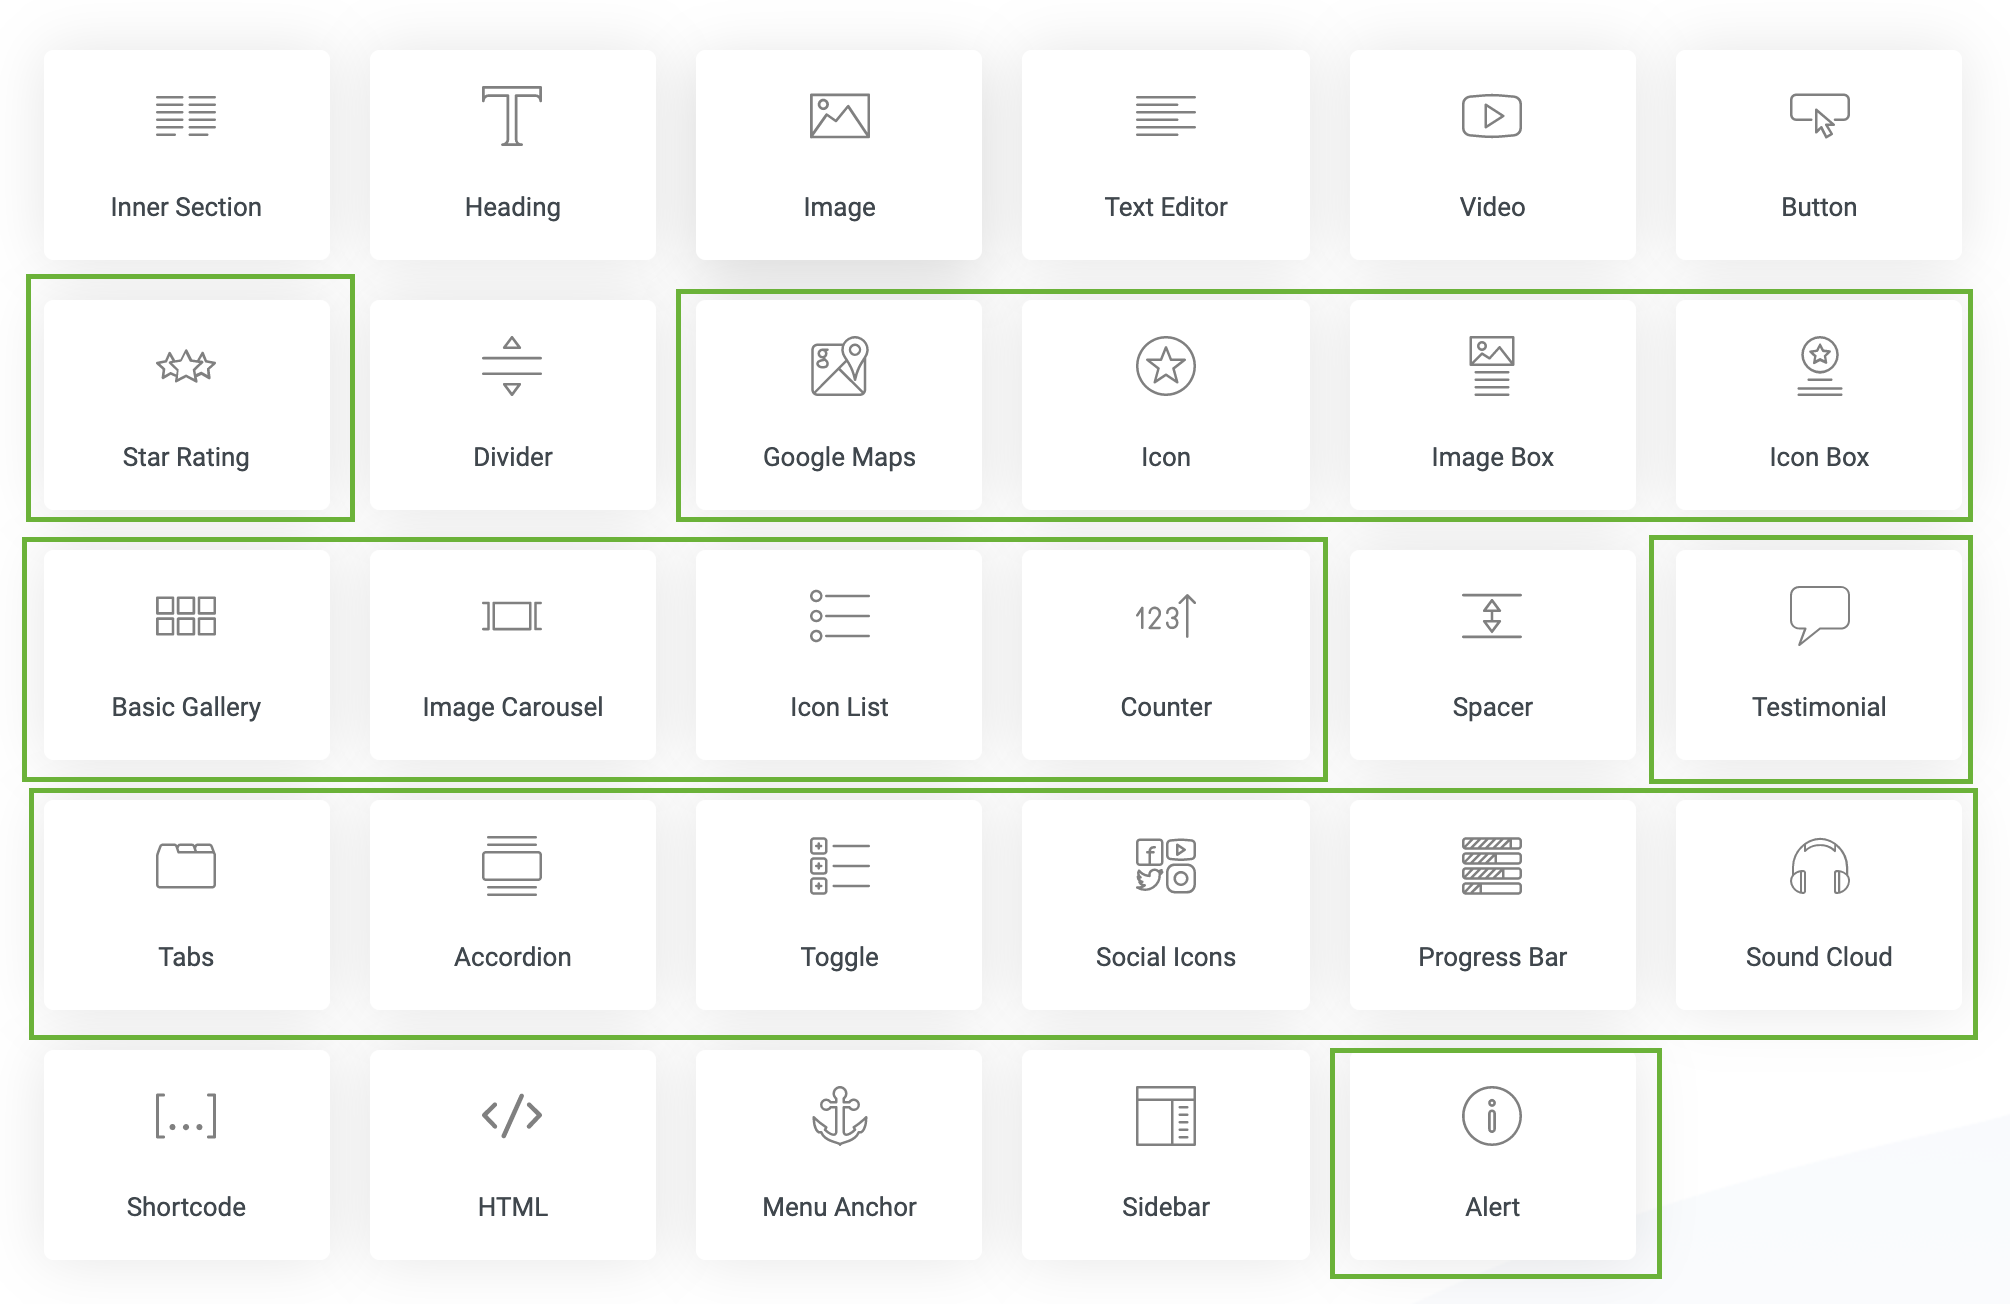 Inner Section
Heading
Image
Text Editor
Video
Button
Star Rating
Divider
Google Maps
Icon
Image Box
Icon Box
Basic Gallery
Image Carousel
Icon List
123
Counter
Spacer
Testimonial
Tabs
Accordion
Toggle
Social Icons
Progress Bar
Sound Cloud
[...]
Shortcode
</>
HTML
Menu Anchor
Sidebar
Alert